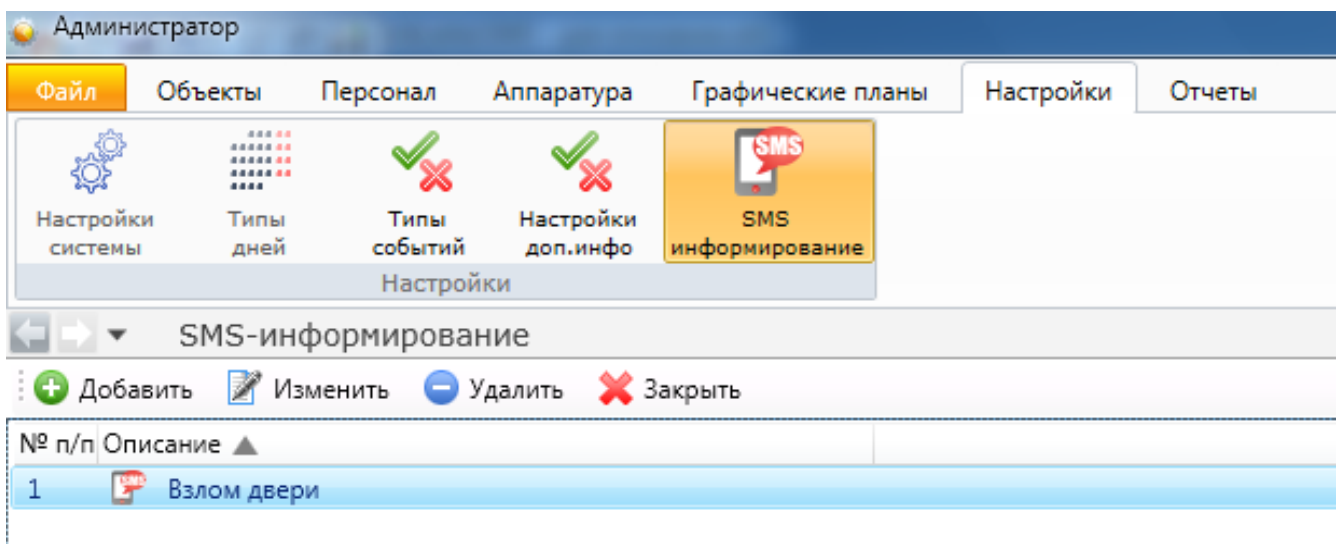 Администратор
Файл Объекты Персонал Аппаратура Графические планы Настройки Отчеты
SMS
Настройки системы
Типы дней
Типы событий
Настройки доп.инфо
SMS информирование
Настройки
SMS-информирование
Добавить Изменить Удалить Закрыть
№ п/п Описание
1 Взлом двери